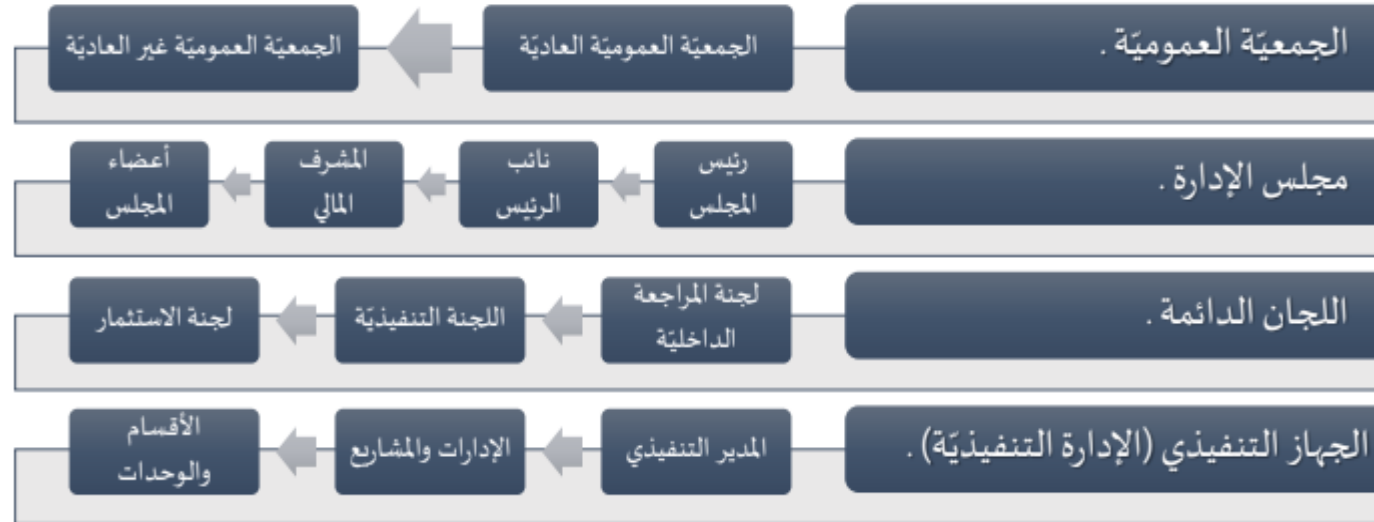 الجمعيّة العموميّة .
الجمعيّة العموميّة العاديّة
الجمعيّة العموميّة غير العاديّة
مجلس الإدارة .
رئيس
المجلس
نائب
الرئيس
المشرف
المالي
أعضاء
المجلس
اللجان الدائمة .
لجنة المراجعة
الداخليّة
اللجنة التنفيذيّة
لجنة الاستثمار
الجهاز التنفيذي (الإدارة التنفيذيّة) .
المدير التنفيذي
الإدارات والمشاريع
الأقسام
والوحدات